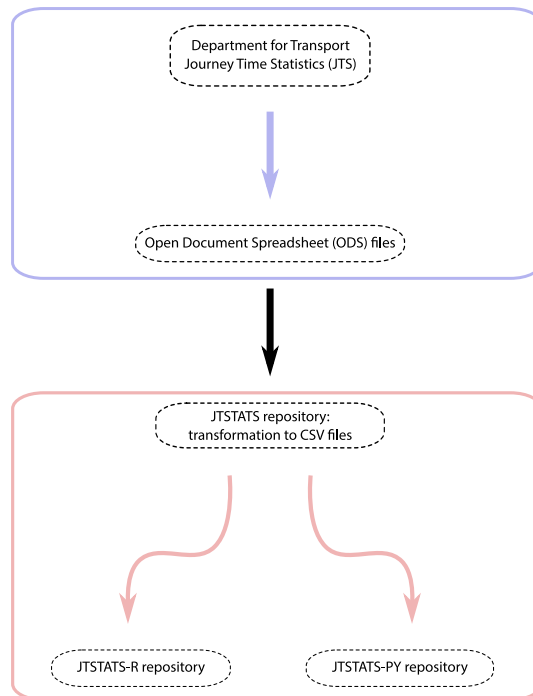 Department for Transport
Journey Time Statistics (JTS)
Open Document Spreadsheet (ODS) files
JTSTATS repository:
transformation to CSV files
JTSTATS-R repository
JTSTATS-PY repository